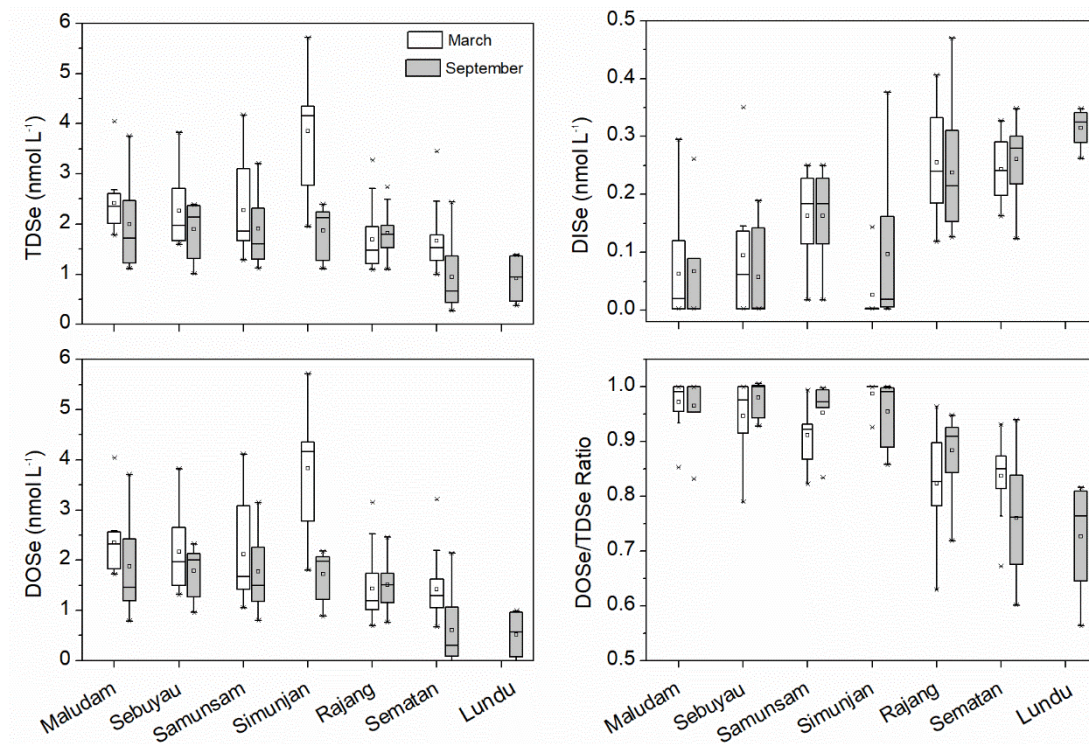 TDSe (nmol L-1)
6
5
4
3
2
1
0
March
September
DISe (nmol L-1)
0.5
0.4
0.3
0.2
0.1
0.0
DOSe (nmol L-1)
6
5
4
3
2
1
0
Maludam
Sebuyau
Samunsam
Simunjan
Rajang
Sematan
Lundu
DOSe/TDSe Ratio
1.0
0.9
0.8
0.7
0.6
0.5
Maludam
Sebuyau
Samunsam
Simunjan
Rajang
Sematan
Lundu